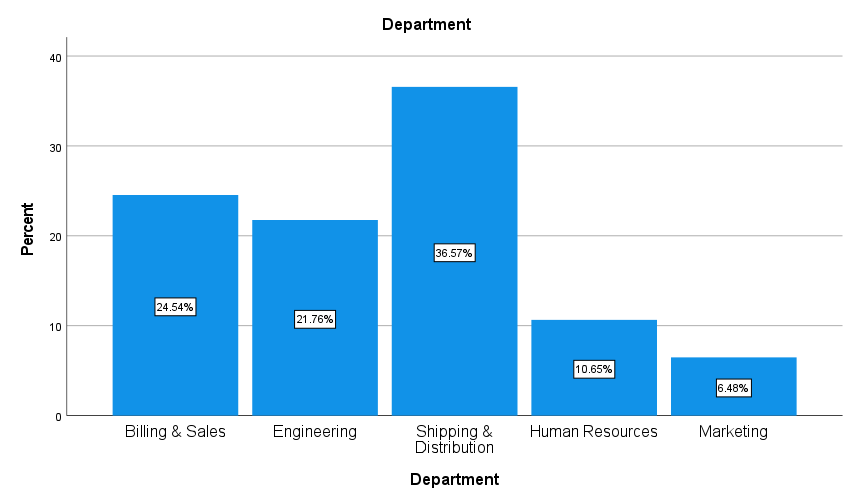 Department
Percent
40
30
20
10
0
24.54%
21.76%
36.57%
10.65%
6.48%
Billing & Sales
Engineering
Shipping &
Distribution
Human Resources
Marketing
Department